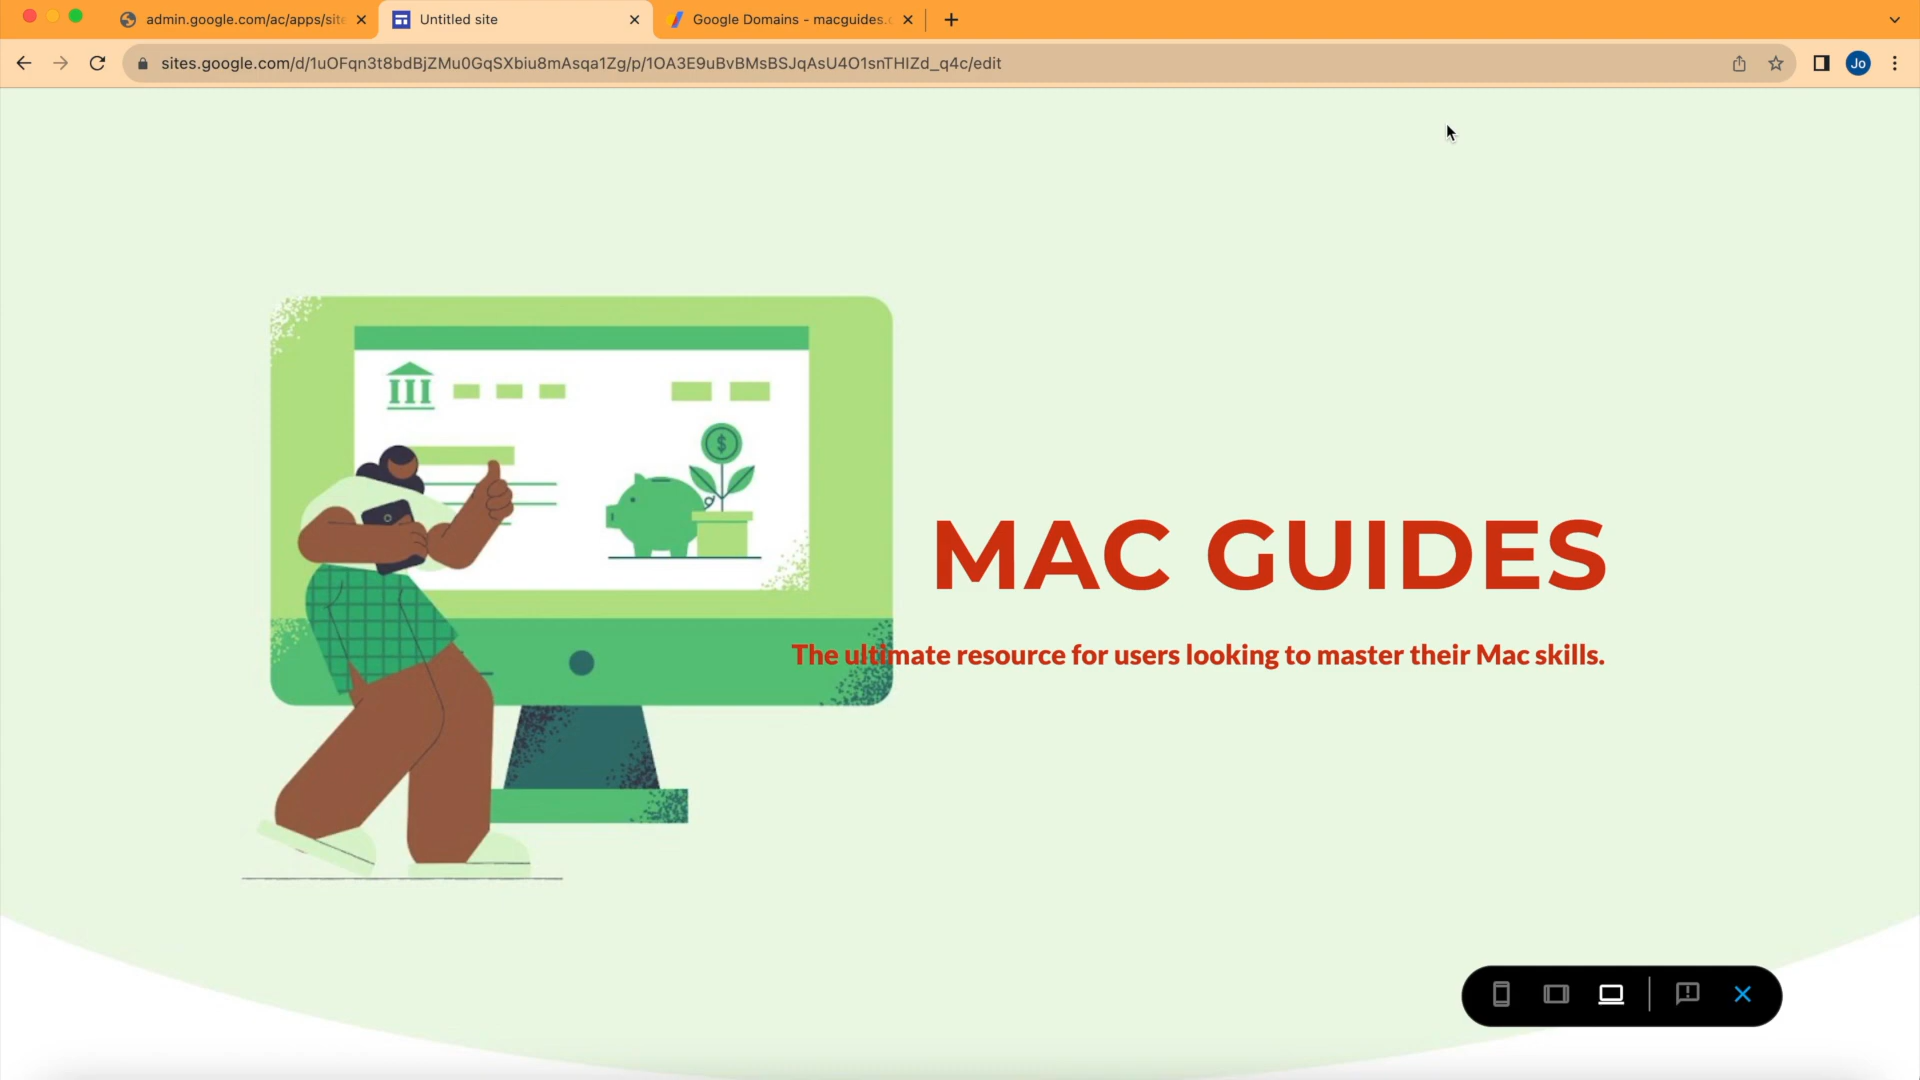 admin.google.com/ac/apps/site
Untitled site
Google Domains - macguides.
sites.google.com/d/1uOFqn3t8bdBjZMu0GqSXbiu8mAsqa1Zg/p/1OA3E9uBvBMsBSJqAsU4O1snTHIZd_q4c/edit
Jo
$
MAC GUIDES
The ultimate resource for users looking to master their Mac skills.